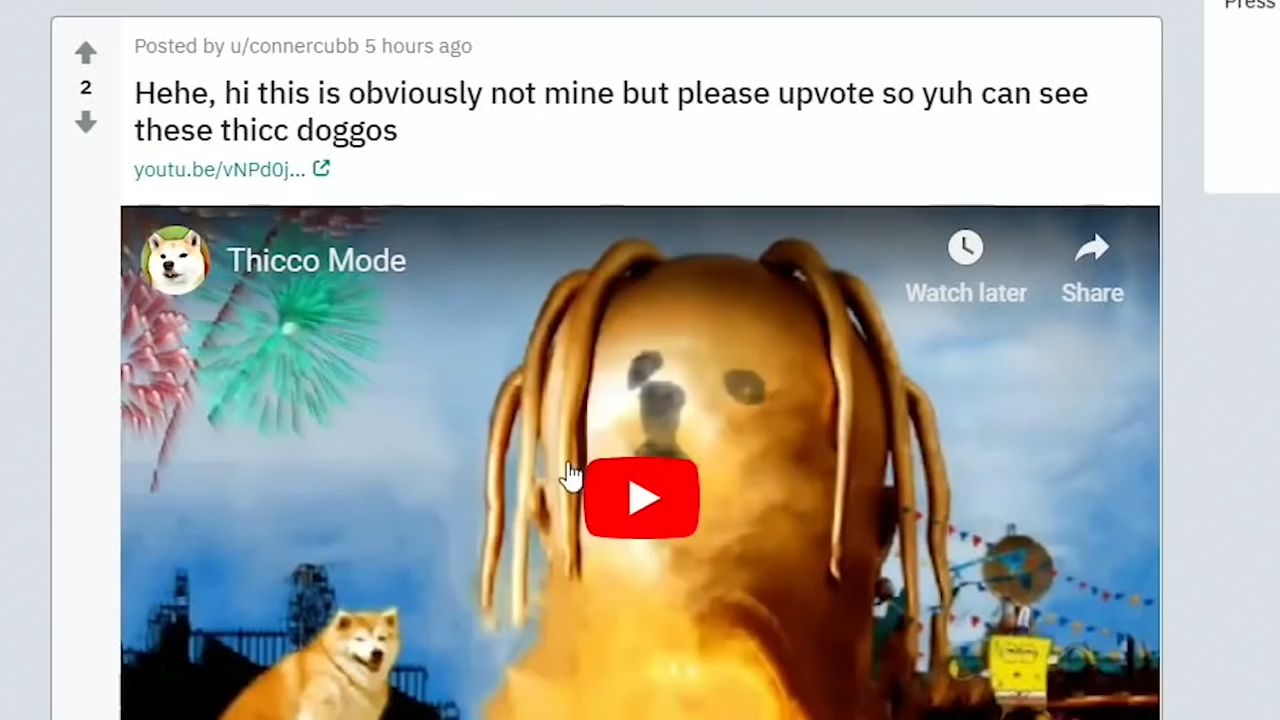 Press
Posted by u/connercubb 5 hours ago
2
Hehe, hi this is obviously not mine but please upvote so yuh can see
these thicc doggos
youtu.be/vNPd0j...
Thicco Mode
Watch later
Share